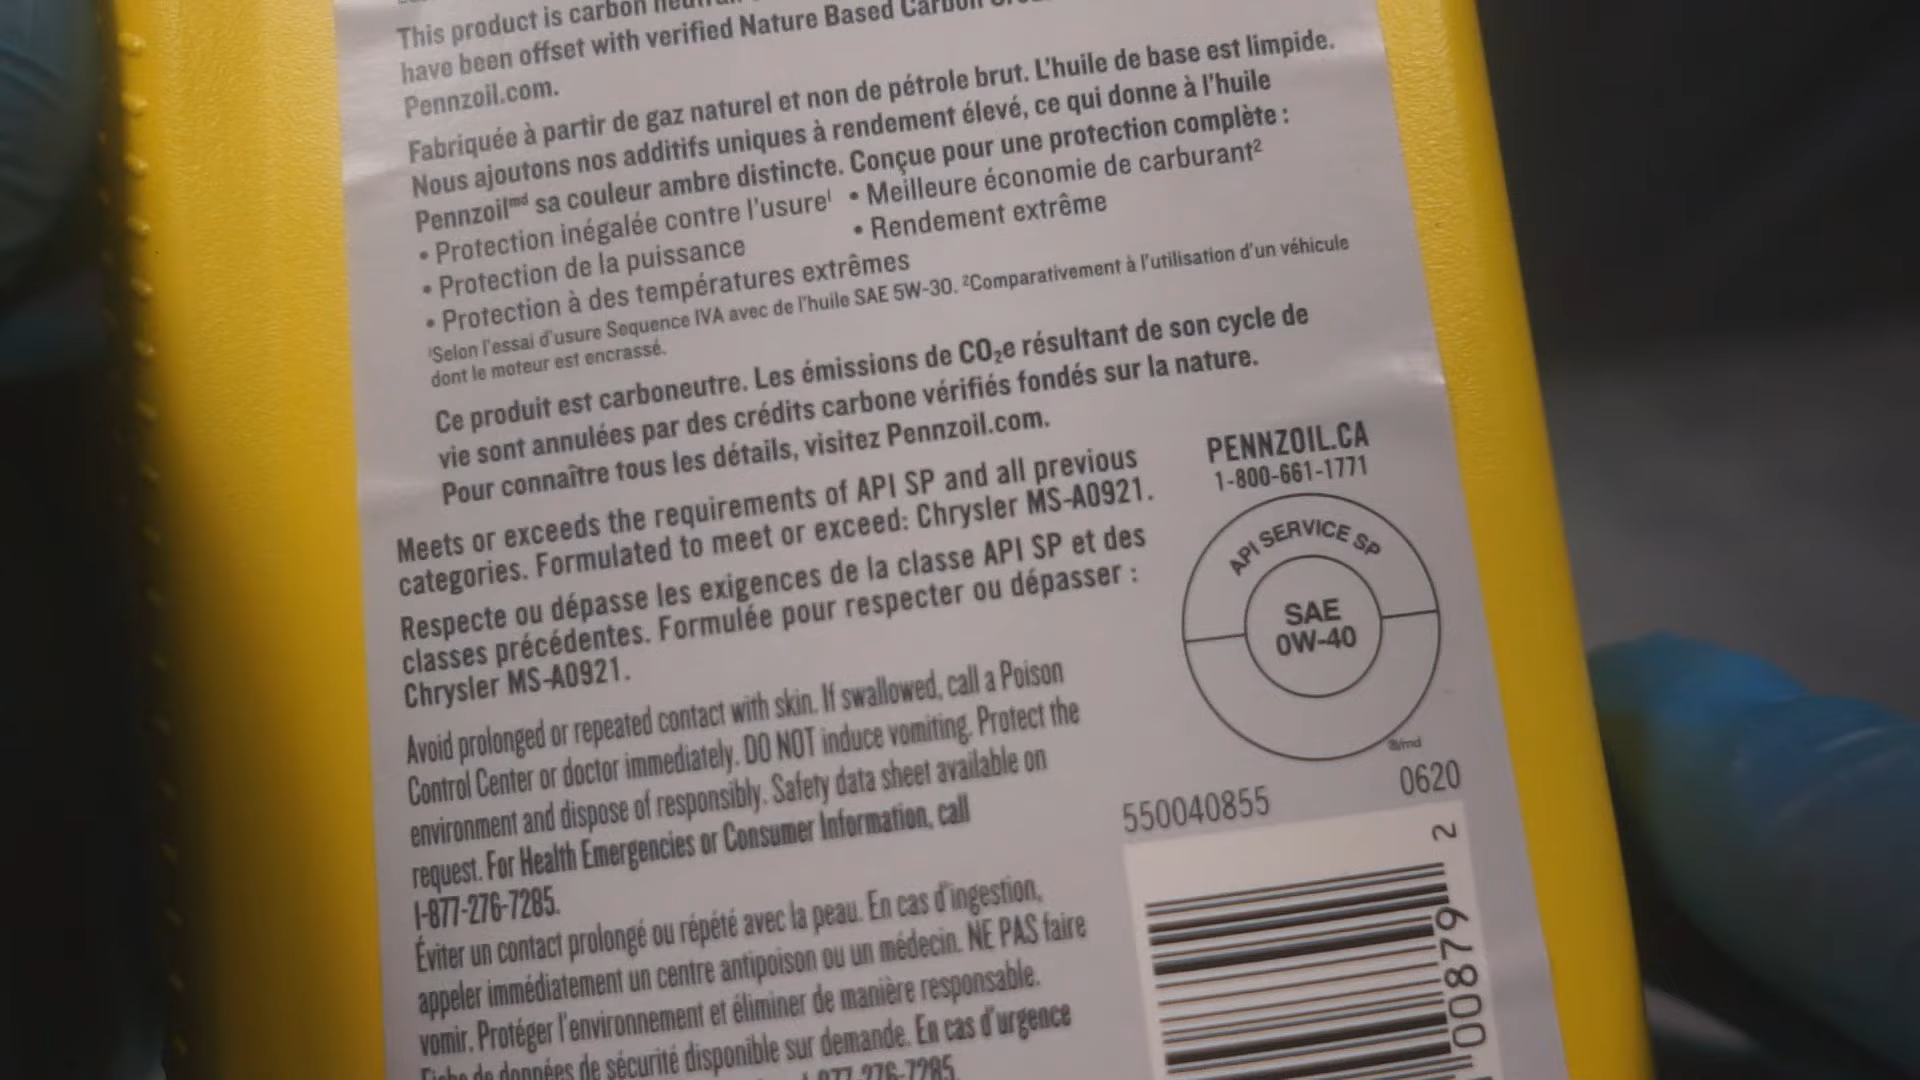 This product is carbon
have been offset with verified Nature Based Carbon
Pennzoil.com.
Fabriquée à partir de gaz naturel et non de pétrole brut. L'huile de base est limpide.
Nous ajoutons nos additifs uniques à rendement élevé, ce qui donne à l'huile
Pennzoilᵐᵈ sa couleur ambre distincte. Conçue pour une protection complète :
• Protection inégalée contre l'usure¹ • Meilleure économie de carburant²
• Protection de la puissance • Rendement extrême
• Protection à des températures extrêmes
¹Selon l'essai d'usure Sequence IVA avec de l'huile SAE 5W-30. ²Comparativement à l'utilisation d'un véhicule
dont le moteur est encrassé.
Ce produit est carboneutre. Les émissions de CO₂e résultant de son cycle de
vie sont annulées par des crédits carbone vérifiés fondés sur la nature.
Pour connaître tous les détails, visitez Pennzoil.com.
Meets or exceeds the requirements of API SP and all previous
categories. Formulated to meet or exceed: Chrysler MS-A0921.
Respecte ou dépasse les exigences de la classe API SP et des
classes précédentes. Formulée pour respecter ou dépasser :
Chrysler MS-A0921.
Avoid prolonged or repeated contact with skin. If swallowed, call a Poison
Control Center or doctor immediately. DO NOT induce vomiting. Protect the
environment and dispose of responsibly. Safety data sheet available on
request. For Health Emergencies or Consumer Information, call
1-877-276-7285.
Éviter un contact prolongé ou répété avec la peau. En cas d'ingestion,
appeler immédiatement un centre antipoison ou un médecin. NE PAS faire
vomir. Protéger l'environnement et éliminer de manière responsable.
Fiche de données de sécurité disponible sur demande. En cas d'urgence
277-276-7285
PENNZOIL.CA
1-800-661-1771
API SERVICE SP
SAE
0W-40
®/md
550040855
0620
2